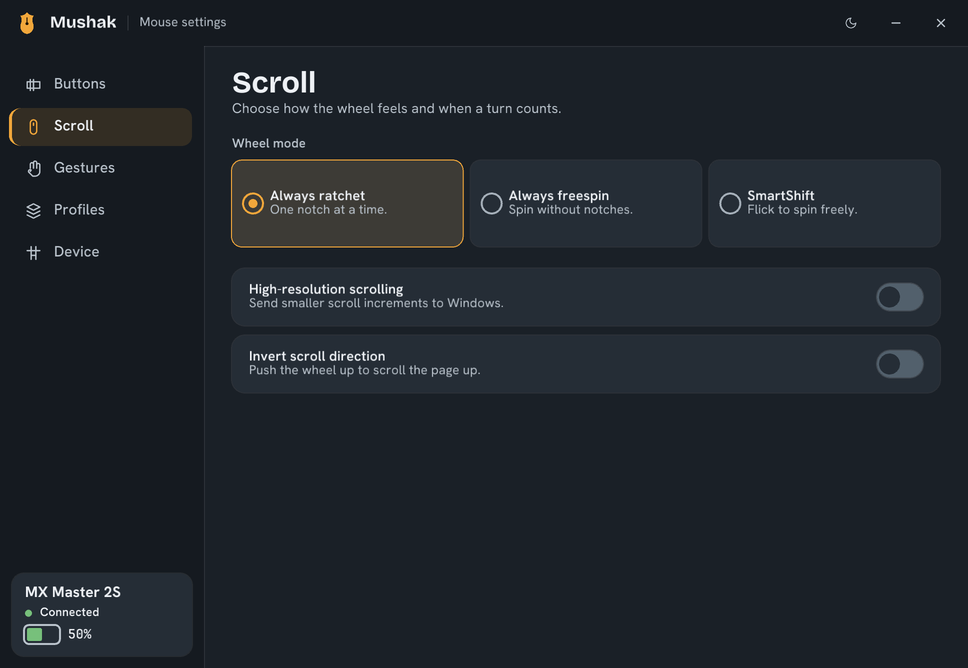 Mushak
Mouse settings
Buttons
Scroll
Gestures
Profiles
Device
MX Master 2S
Connected
50%
Scroll
Choose how the wheel feels and when a turn counts.
Wheel mode
Always ratchet
One notch at a time.
Always freespin
Spin without notches.
SmartShift
Flick to spin freely.
High-resolution scrolling
Send smaller scroll increments to Windows.
Invert scroll direction
Push the wheel up to scroll the page up.